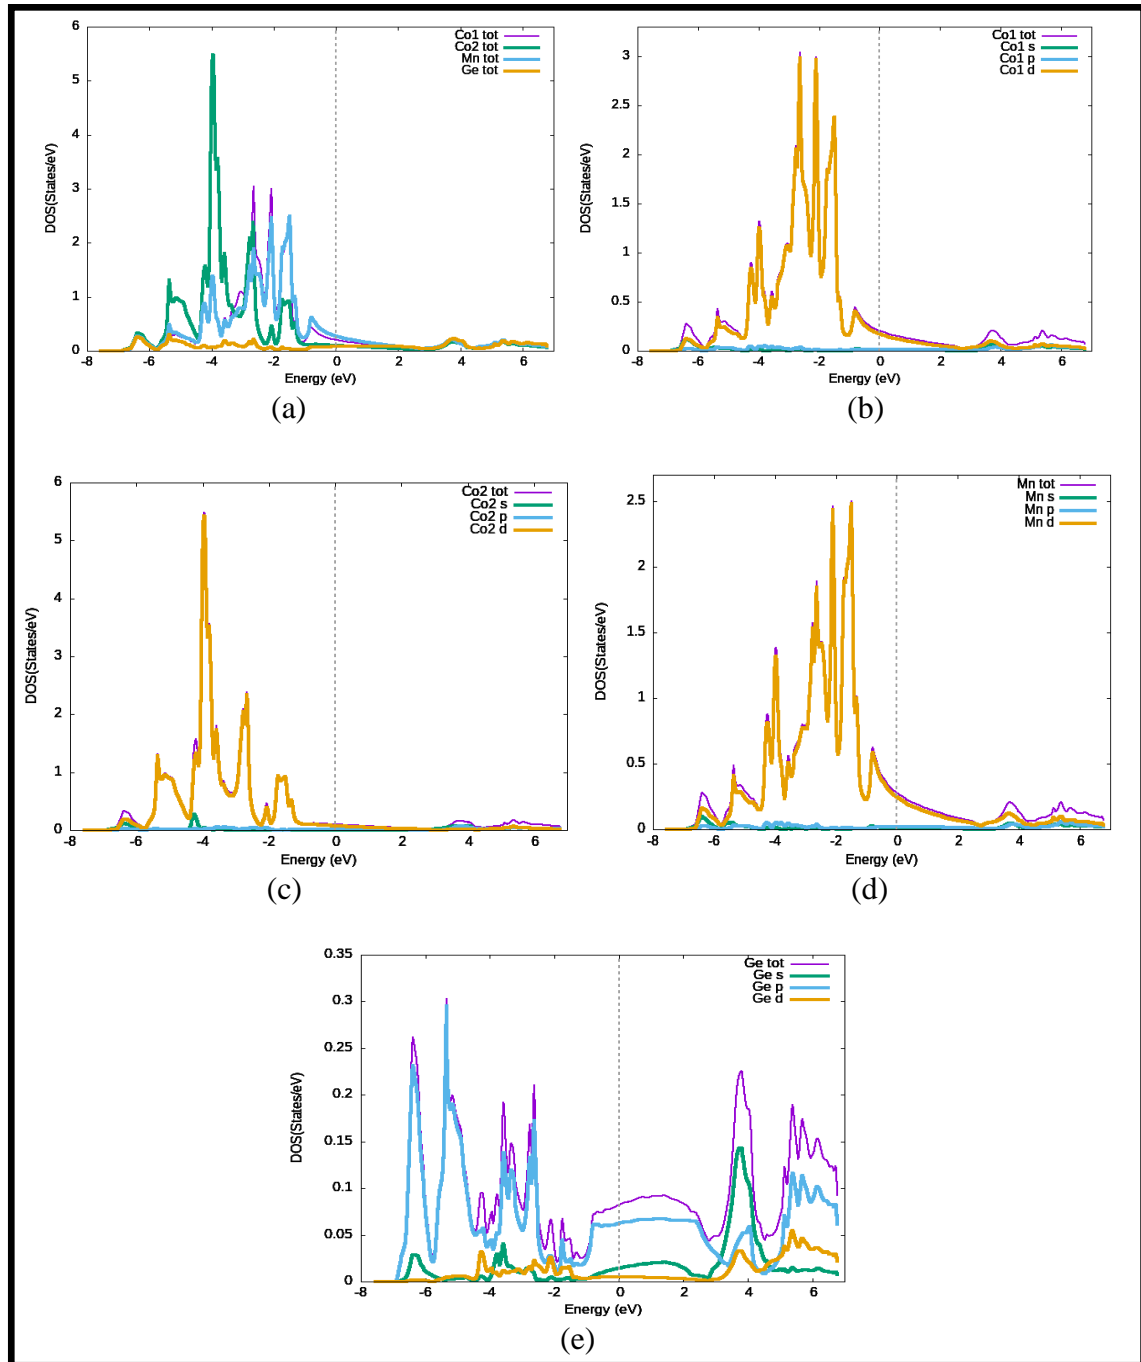 6
5
4
3
2
1
0
-8 -6 -4 -2 0 2 4 6
DOS(States/eV)
Energy (eV)
Co1 tot
Co2 tot
Mn tot
Ge tot
(a)
3
2.5
2
1.5
1
0.5
0
-8 -6 -4 -2 0 2 4 6
DOS(States/eV)
Energy (eV)
Co1 tot
Co1 s
Co1 p
Co1 d
(b)
6
5
4
3
2
1
0
-8 -6 -4 -2 0 2 4 6
DOS(States/eV)
Energy (eV)
Co2 tot
Co2 s
Co2 p
Co2 d
(c)
2.5
2
1.5
1
0.5
0
-8 -6 -4 -2 0 2 4 6
DOS(States/eV)
Energy (eV)
Mn tot
Mn s
Mn p
Mn d
(d)
0.35
0.3
0.25
0.2
0.15
0.1
0.05
0
-8 -6 -4 -2 0 2 4 6
DOS(States/eV)
Energy (eV)
Ge tot
Ge s
Ge p
Ge d
(e)